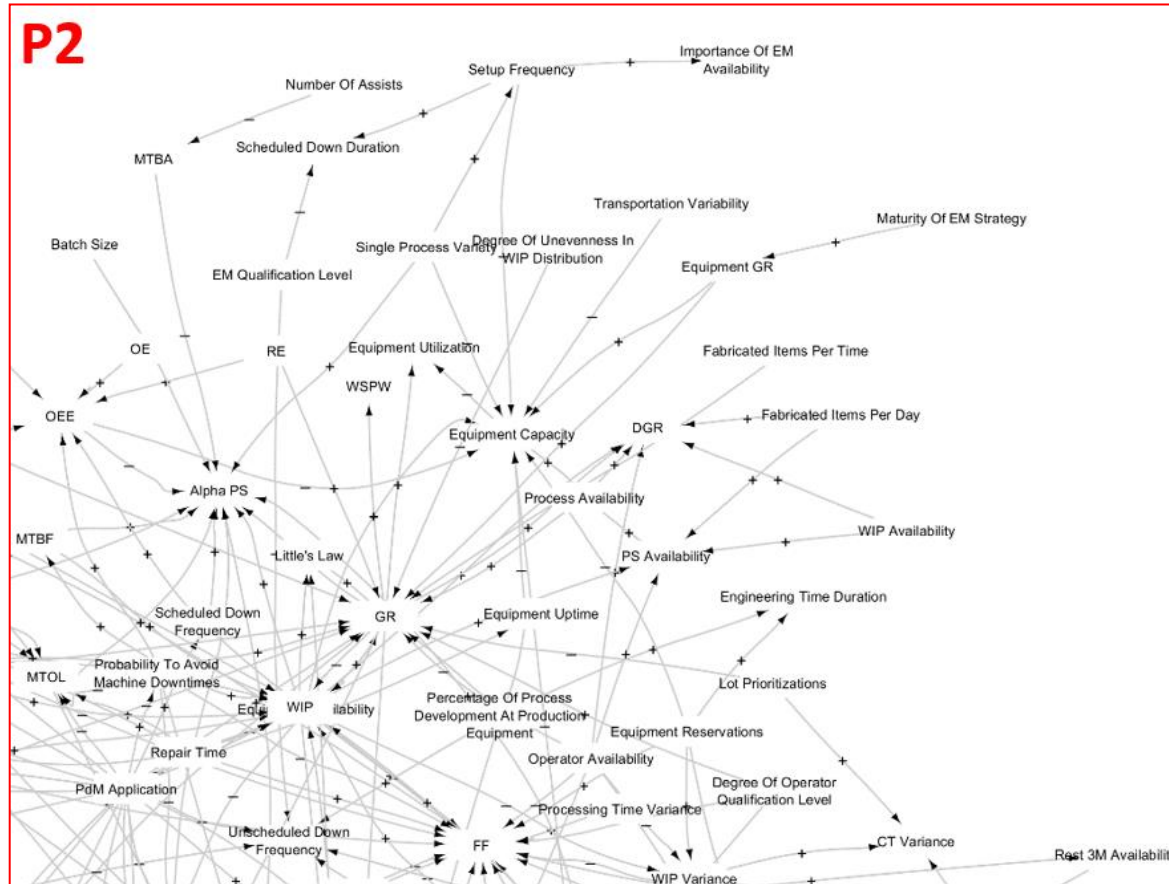 P2
Importance Of EM
Availability
Setup Frequency
Number Of Assists
Scheduled Down Duration
MTBA
Transportation Variability
Maturity Of EM Strategy
Batch Size
Single Process Variety
Degree Of Unevenness In
WIP Distribution
Equipment GR
EM Qualification Level
OE
RE
Equipment Utilization
Fabricated Items Per Time
WSPW
OEE
Fabricated Items Per Day
Equipment Capacity
DGR
Alpha PS
Process Availability
WIP Availability
MTBF
Little's Law
PS Availability
Engineering Time Duration
Scheduled Down
Frequency
GR
Equipment Uptime
Probability To Avoid
Machine Downtimes
MTOL
Lot Prioritizations
WIP
Percentage Of Process
Development At Production
Equipment
Equipment Reservations
Repair Time
Operator Availability
PdM Application
Degree Of Operator
Qualification Level
Processing Time Variance
Unscheduled Down
Frequency
FF
CT Variance
Rest 3M Availabilit
WIP Variance